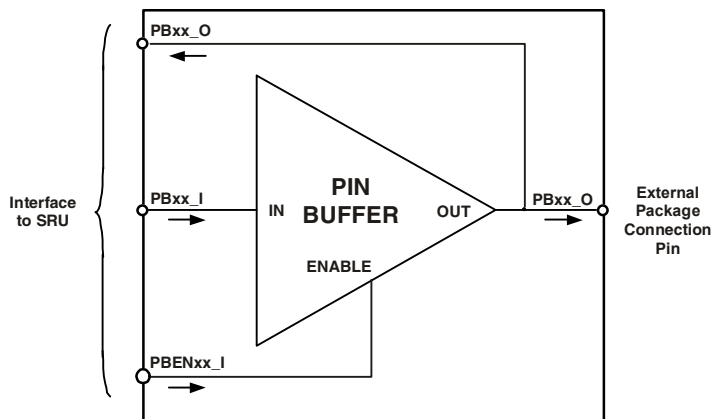 PBxx_O
Interface
to SRU
PBxx_I
IN
PIN
BUFFER
OUT
ENABLE
PBxx_O
External
Package
Connection
Pin
PBENxx_I